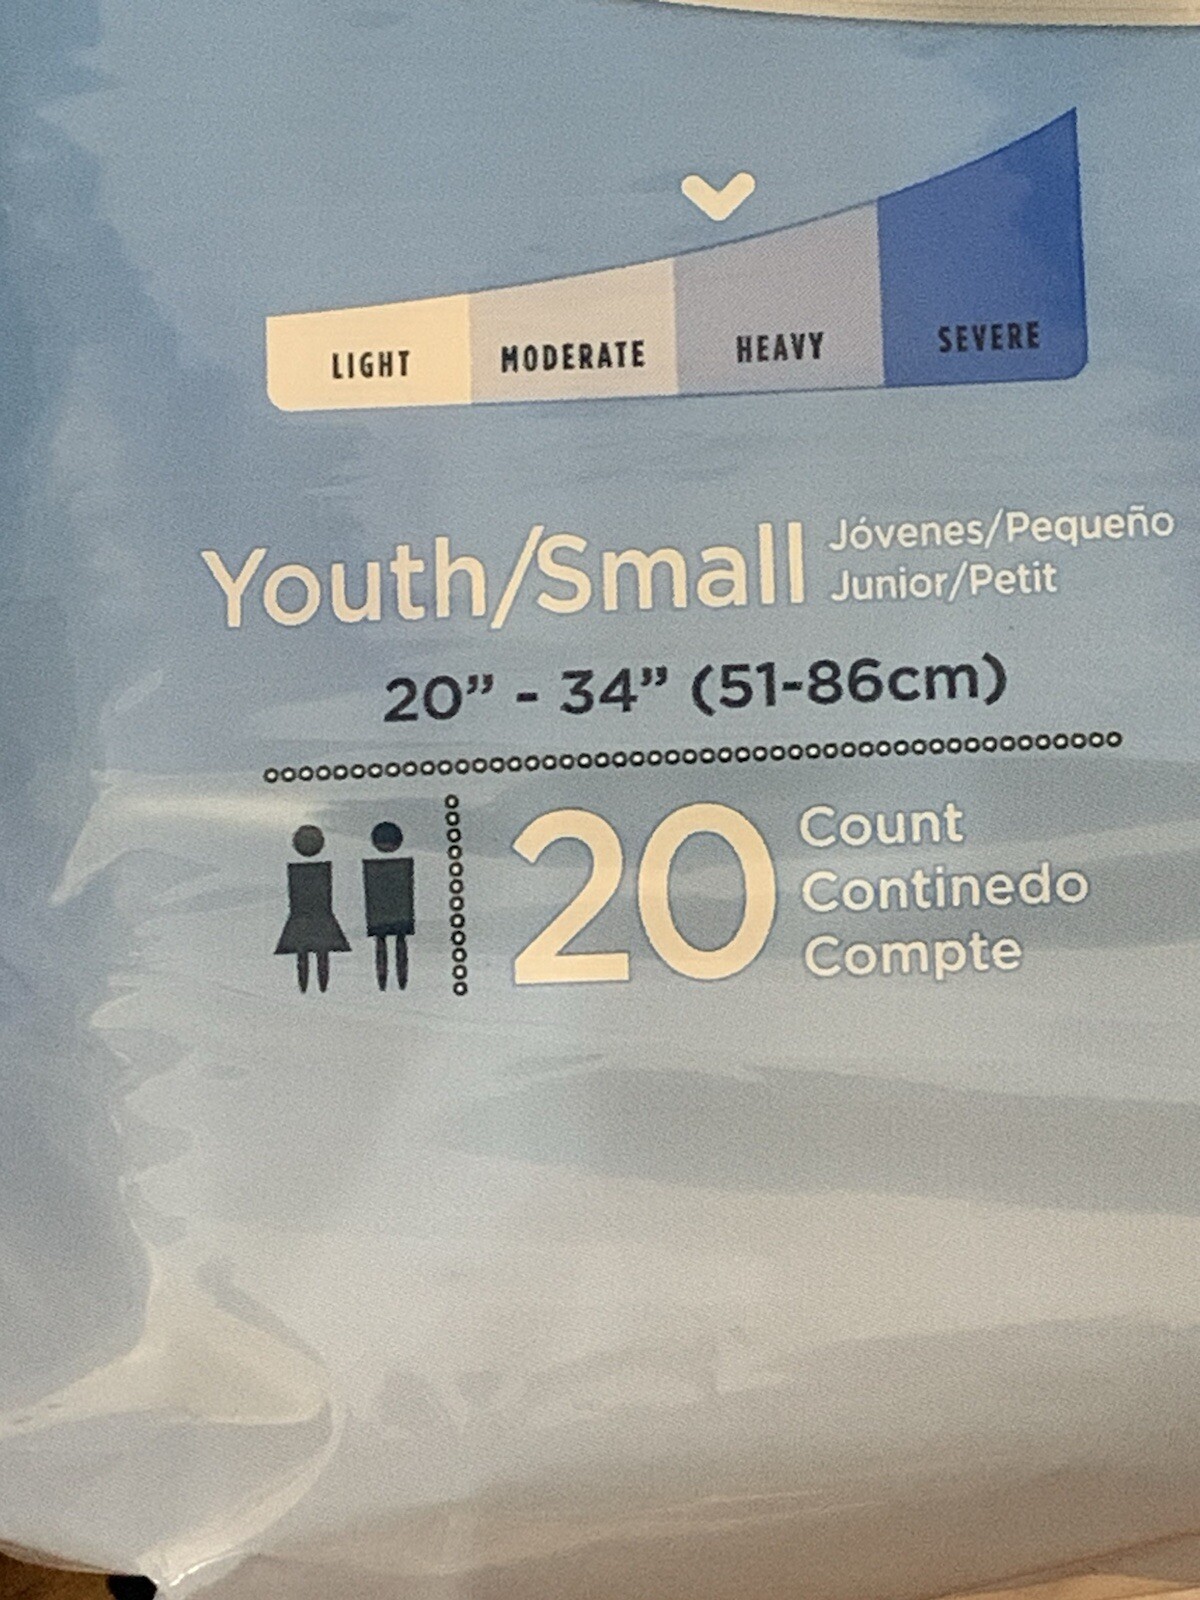 LIGHT MODERATE HEAVY SEVERE
Youth/Small
Jóvenes/Pequeño
Junior/Petit
20” - 34” (51-86cm)
20
Count
Continedo
Compte